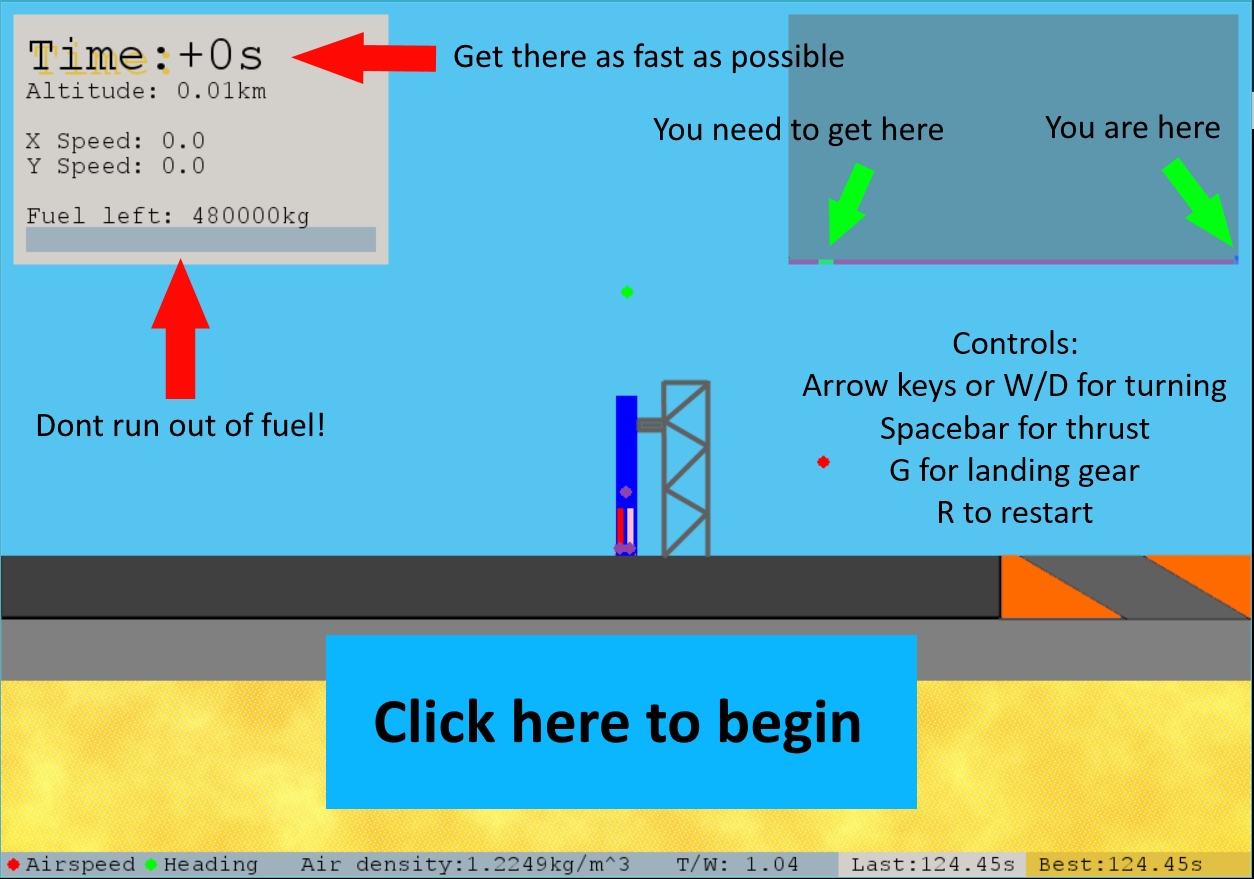 Time:+0s
Get there as fast as possible
Altitude: 0.01km
You need to get here
You are here
X Speed: 0.0
Y Speed: 0.0
Fuel left: 480000kg
Dont run out of fuel!
Controls:
Arrow keys or W/D for turning
Spacebar for thrust
G for landing gear
R to restart
Click here to begin
Airspeed Heading Air density:1.2249kg/m^3 T/W: 1.04 Last:124.45s Best:124.45s